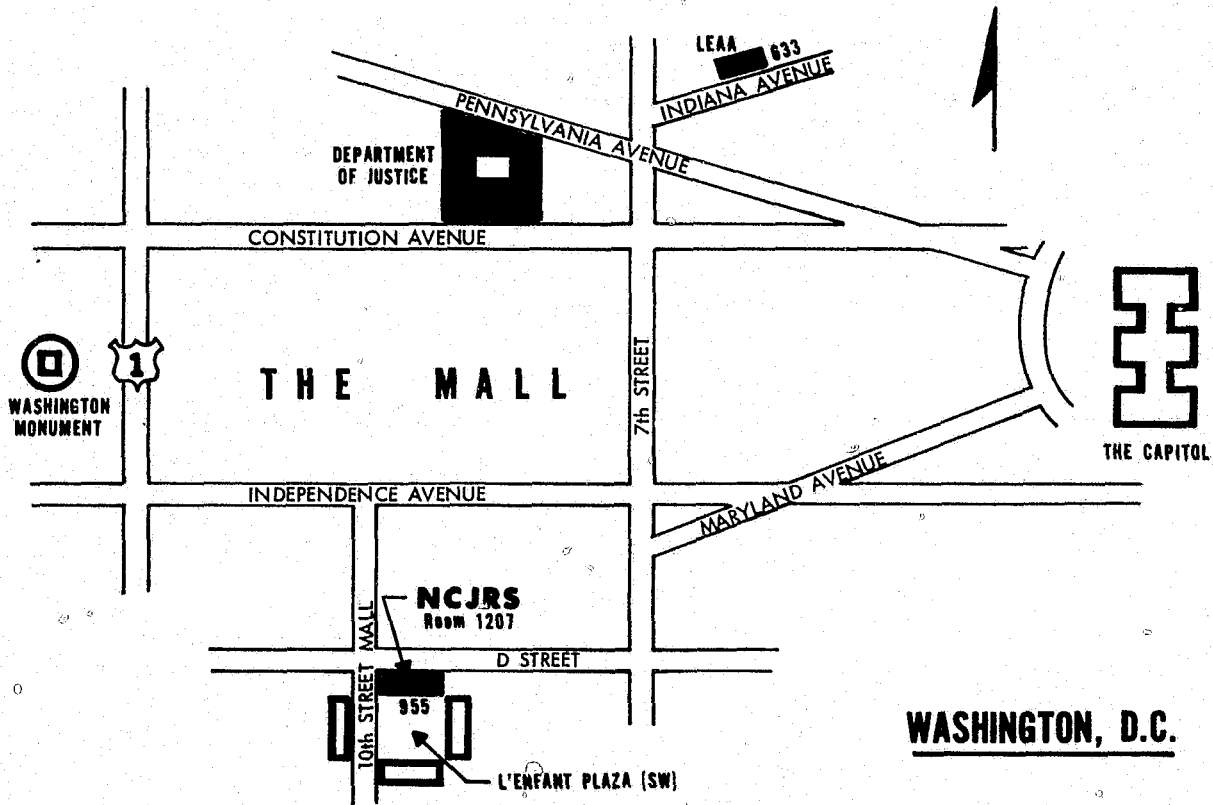 LEAA
633
INDIANA AVENUE
PENNSYLVANIA AVENUE
DEPARTMENT
OF JUSTICE
CONSTITUTION AVENUE
1
THE MALL
7th STREET
WASHINGTON
MONUMENT
THE CAPITOL
MARYLAND AVENUE
INDEPENDENCE AVENUE
NCJRS
Room 1207
10th STREET MALL
D STREET
955
L'ENFANT PLAZA (SW)
WASHINGTON, D.C.